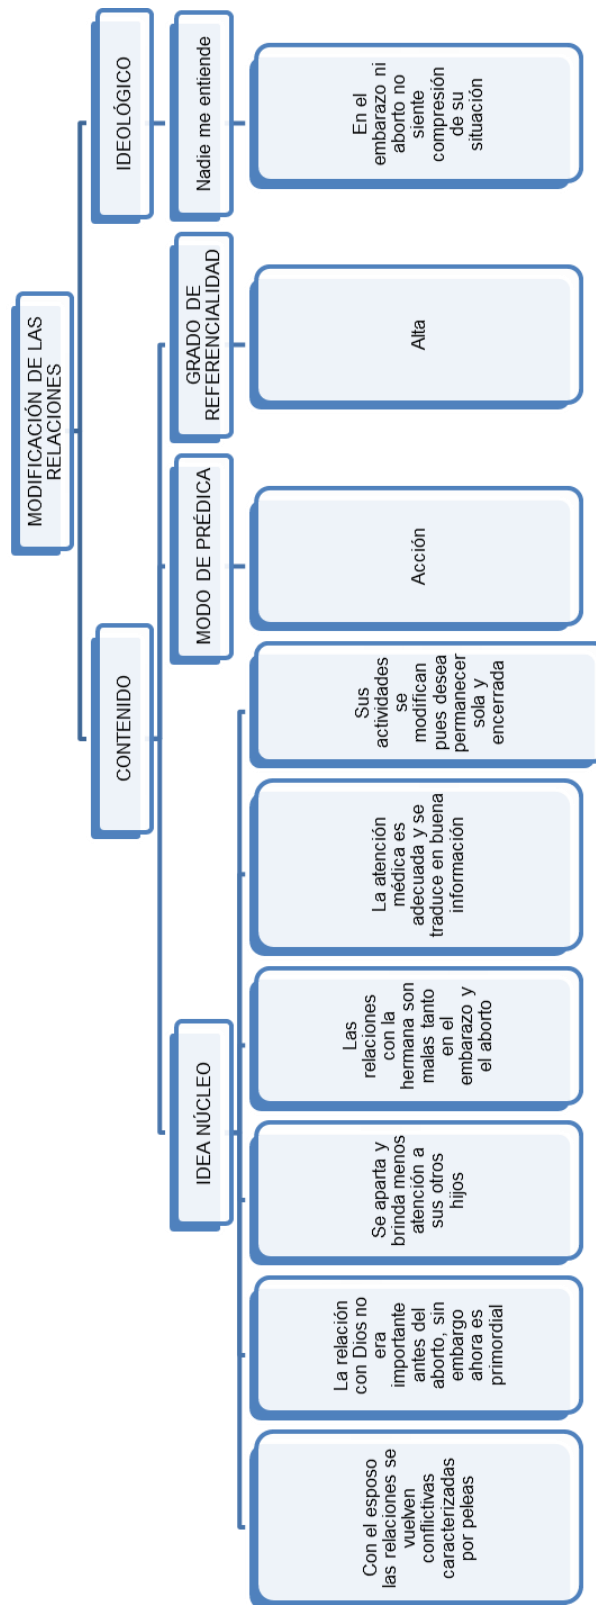 MODIFICACIÓN DE LAS
RELACIONES
CONTENIDO
IDEOLÓGICO
IDEA NÚCLEO
MODO DE PRÉDICA
GRADO DE
REFERENCIALIDAD
Nadie me entiende
Con el esposo
las relaciones se
vuelven
conflictivas
caracterizadas
por peleas
La relación
con Dios no
era
importante
antes del
aborto, sin
embargo
ahora es
primordial
Se aparta y
brinda menos
atención a
sus otros
hijos
Las
relaciones
con la
hermana son
malas tanto
en el
embarazo y
el aborto
La atención
médica es
adecuada y se
traduce en buena
información
Sus
actividades
se
modifican
pues desea
permanecer
sola y
encerrada
Acción
Alta
En el
embarazo ni
aborto no
siente
compresión
de su
situación